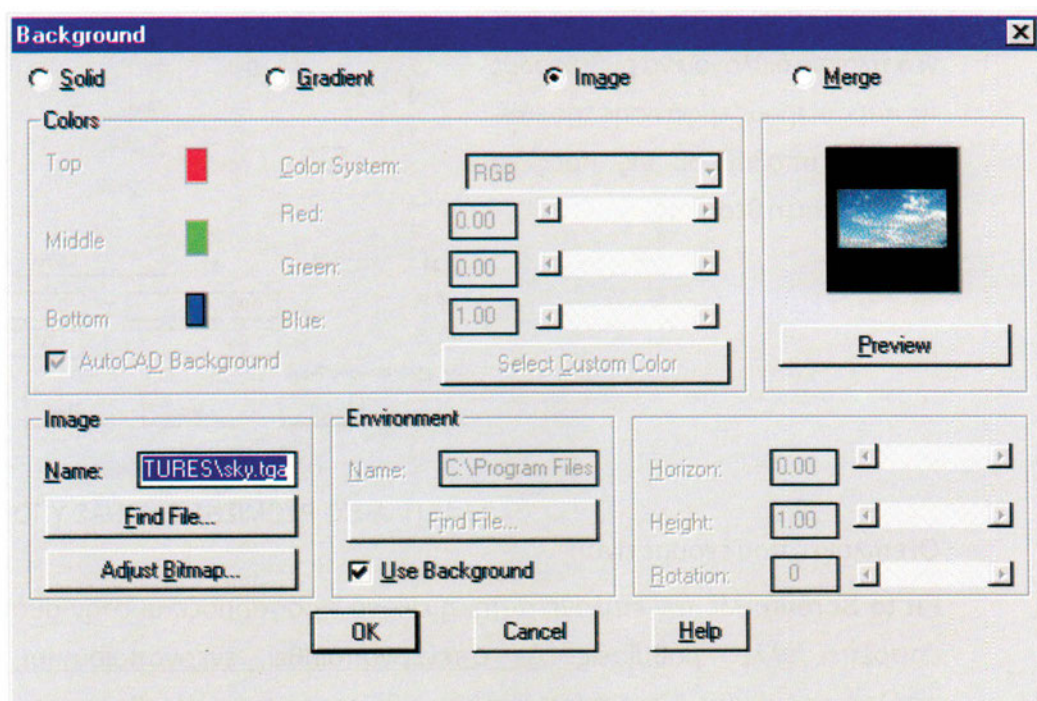 Background
Solid Gradient Image Merge
Colors
Top
Middle
Bottom
AutoCAD Background
Color System: RGB
Red: 0.00
Green: 0.00
Blue: 1.00
Select Custom Color
Preview
Image
Name: TURES\sky.tga
Find File...
Adjust Bitmap...
Environment
Name: C:\Program Files
Find File...
Use Background
Horizon: 0.00
Height: 1.00
Rotation: 0
OK Cancel Help